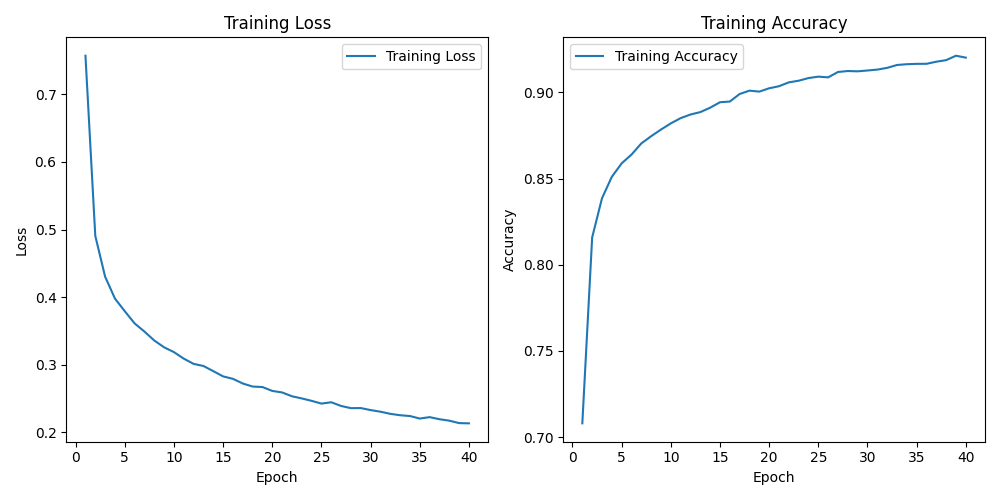 Training Loss
Training Loss
0.7
0.6
0.5
0.4
0.3
0.2
Loss
0 5 10 15 20 25 30 35 40
Epoch
Training Accuracy
Training Accuracy
0.90
0.85
0.80
0.75
0.70
Accuracy
0 5 10 15 20 25 30 35 40
Epoch